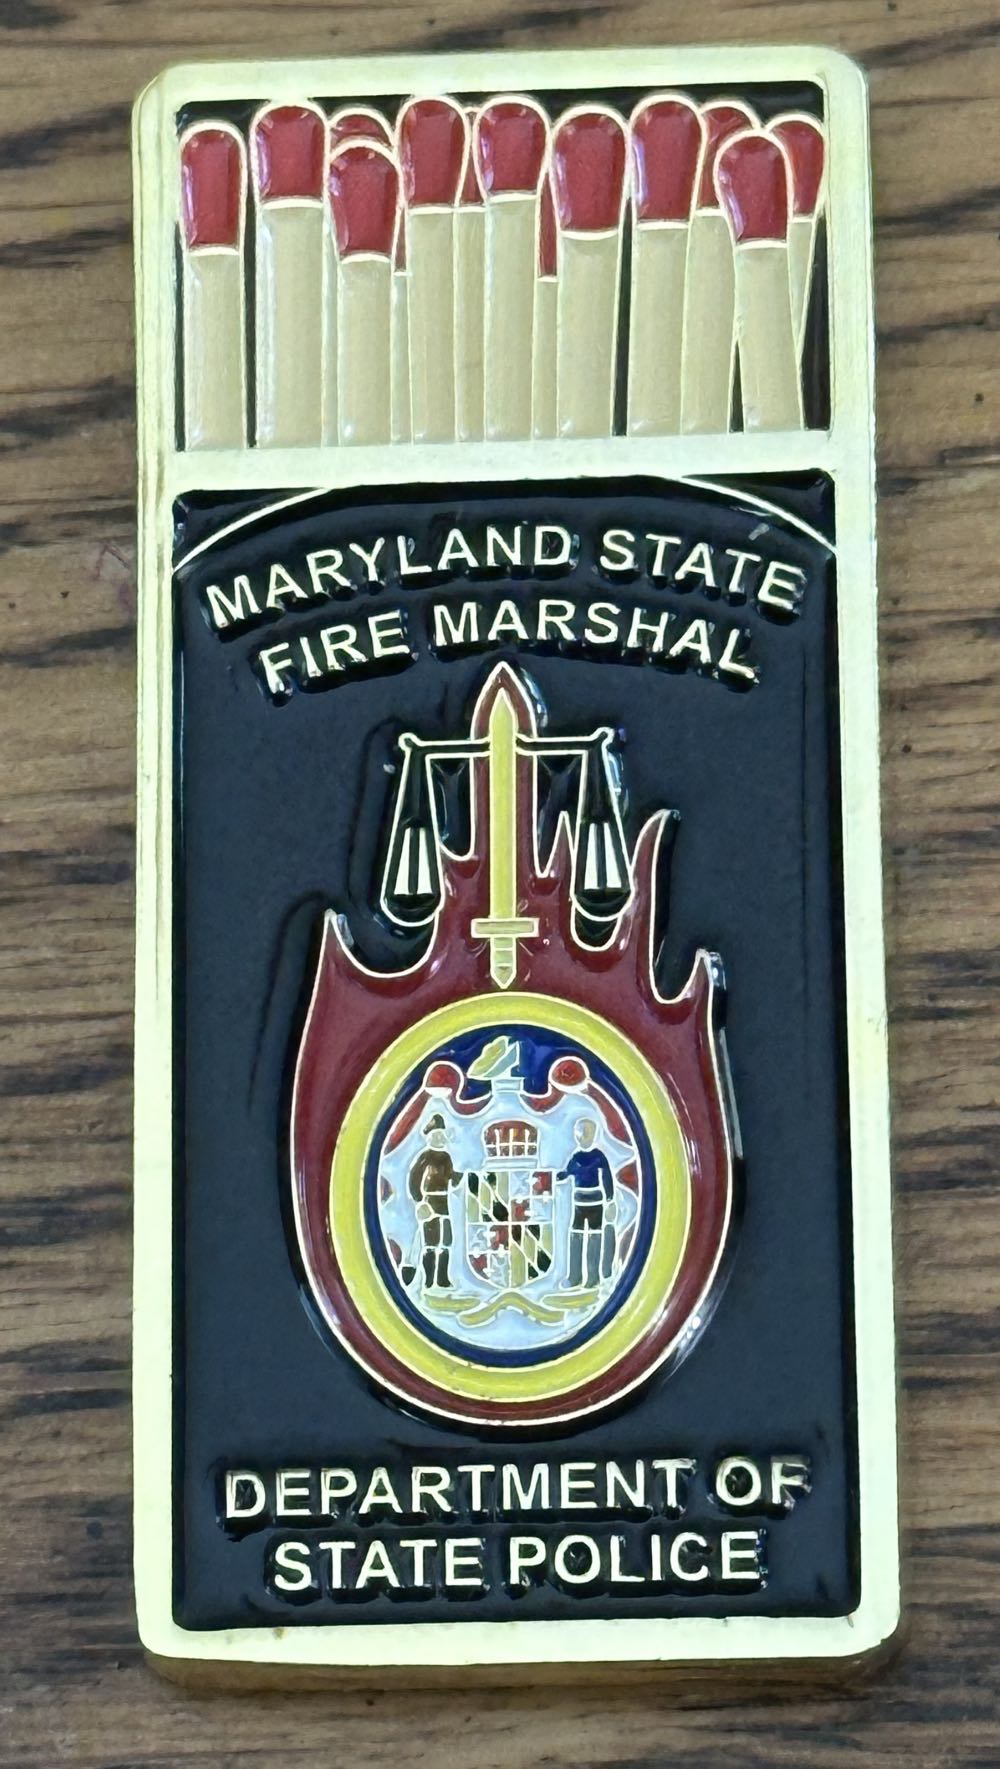 MARYLAND STATE
FIRE MARSHAL
DEPARTMENT OF
STATE POLICE